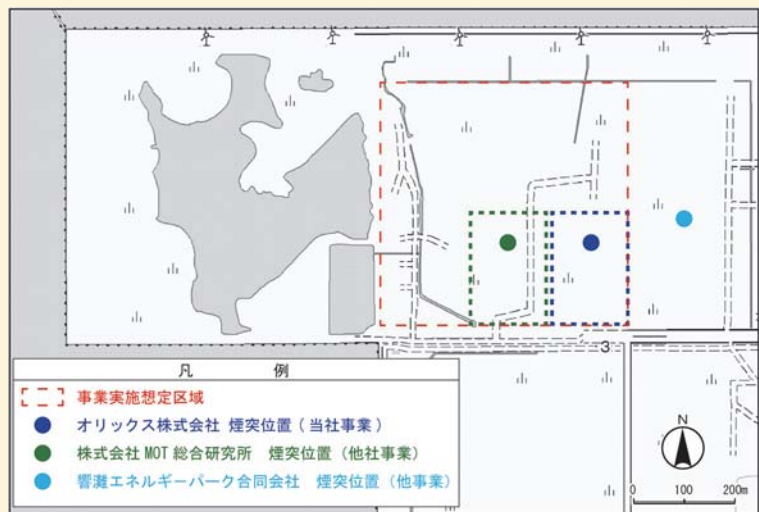 3
凡 例
事業実施想定区域
オリックス株式会社 煙突位置（当社事業）
株式会社 MOT 総合研究所 煙突位置（他社事業）
響灘エネルギーパーク合同会社 煙突位置（他事業）
N
0 100 200m